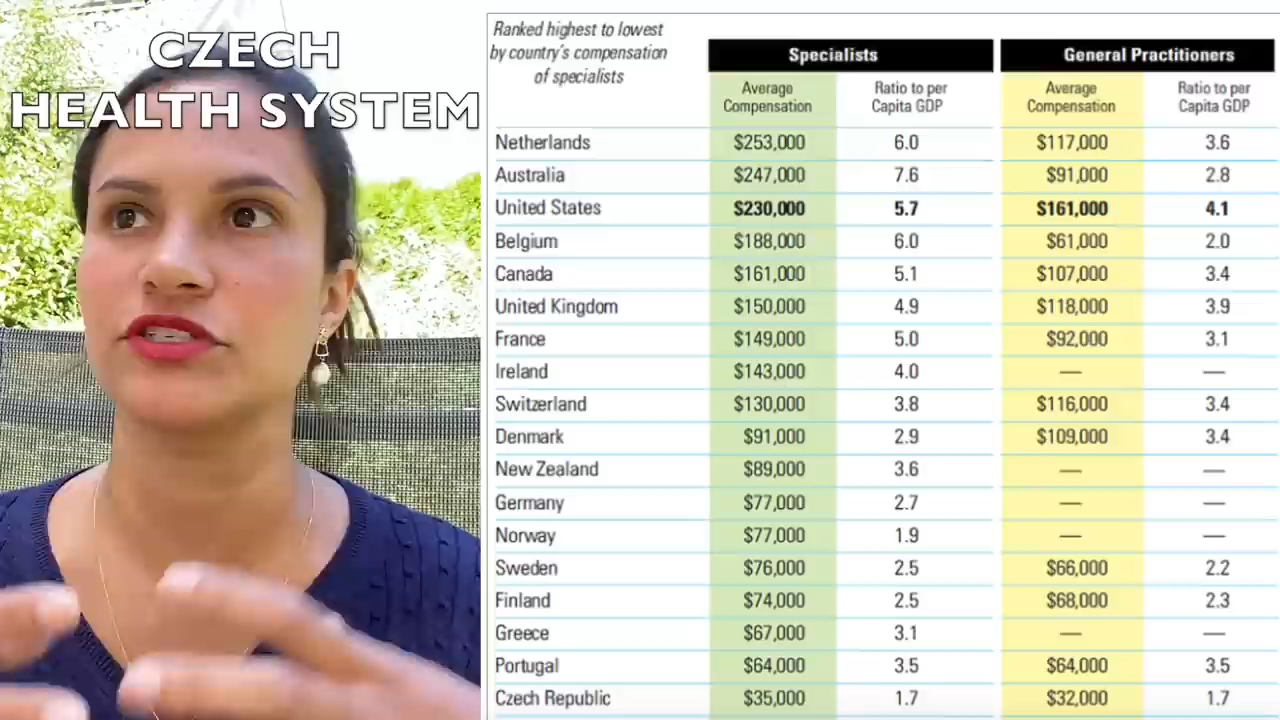 CZECH
HEALTH SYSTEM
Ranked highest to lowest
by country's compensation
of specialists
Specialists
General Practitioners
Average
Compensation
Ratio to per
Capita GDP
Average
Compensation
Ratio to per
Capita GDP
Netherlands $253,000 6.0 $117,000 3.6
Australia $247,000 7.6 $91,000 2.8
United States $230,000 5.7 $161,000 4.1
Belgium $188,000 6.0 $61,000 2.0
Canada $161,000 5.1 $107,000 3.4
United Kingdom $150,000 4.9 $118,000 3.9
France $149,000 5.0 $92,000 3.1
Ireland $143,000 4.0 — —
Switzerland $130,000 3.8 $116,000 3.4
Denmark $91,000 2.9 $109,000 3.4
New Zealand $89,000 3.6 — —
Germany $77,000 2.7 — —
Norway $77,000 1.9 — —
Sweden $76,000 2.5 $66,000 2.2
Finland $74,000 2.5 $68,000 2.3
Greece $67,000 3.1 — —
Portugal $64,000 3.5 $64,000 3.5
Czech Republic $35,000 1.7 $32,000 1.7